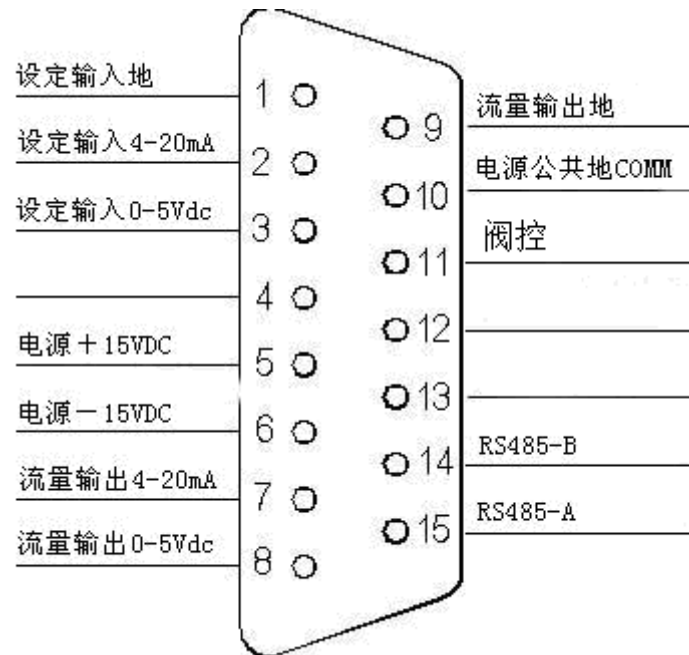 设定输入地
1
设定输入4-20mA
2
设定输入0-5Vdc
3
4
电源＋15VDC
5
电源－15VDC
6
流量输出4-20mA
7
流量输出0-5Vdc
8
流量输出地
9
电源公共地COMM
10
阀控
11
12
13
RS485-B
14
RS485-A
15